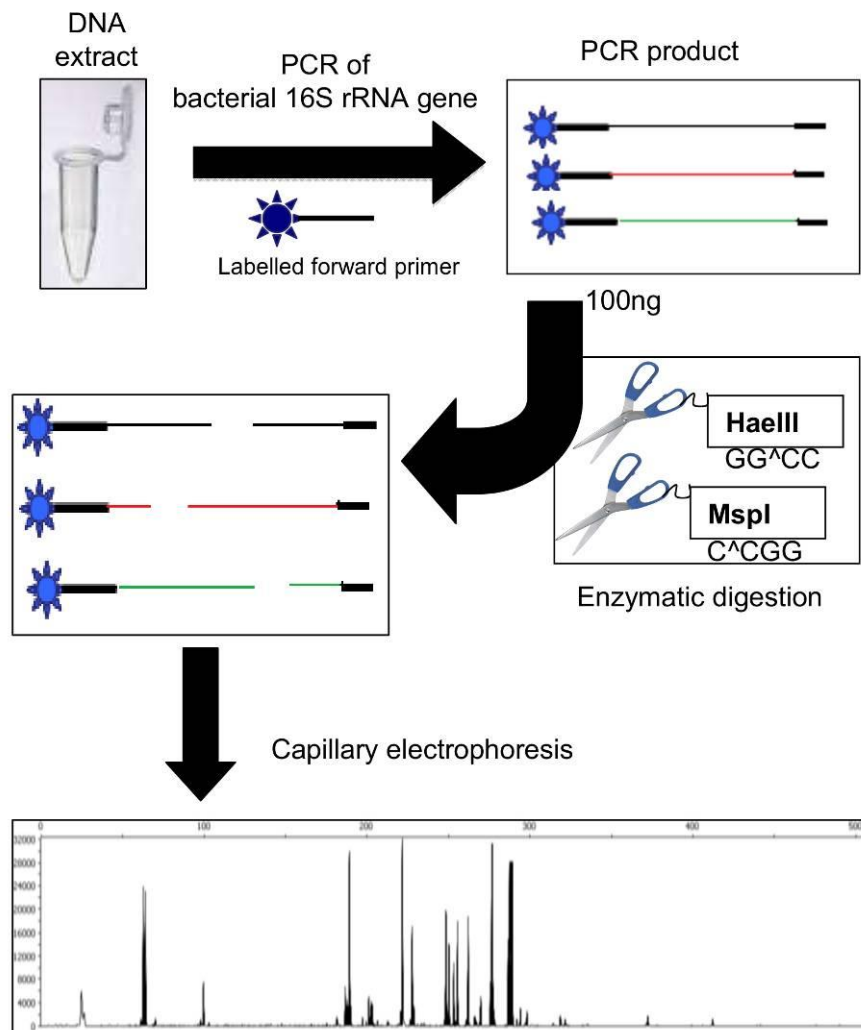 DNA
extract
PCR of
bacterial 16S rRNA gene
Labelled forward primer
PCR product
100ng
HaeIII
GG^CC
MspI
C^CGG
Enzymatic digestion
Capillary electrophoresis
0 100 200 300 400 500
32000
28000
24000
20000
16000
12000
8000
4000
0